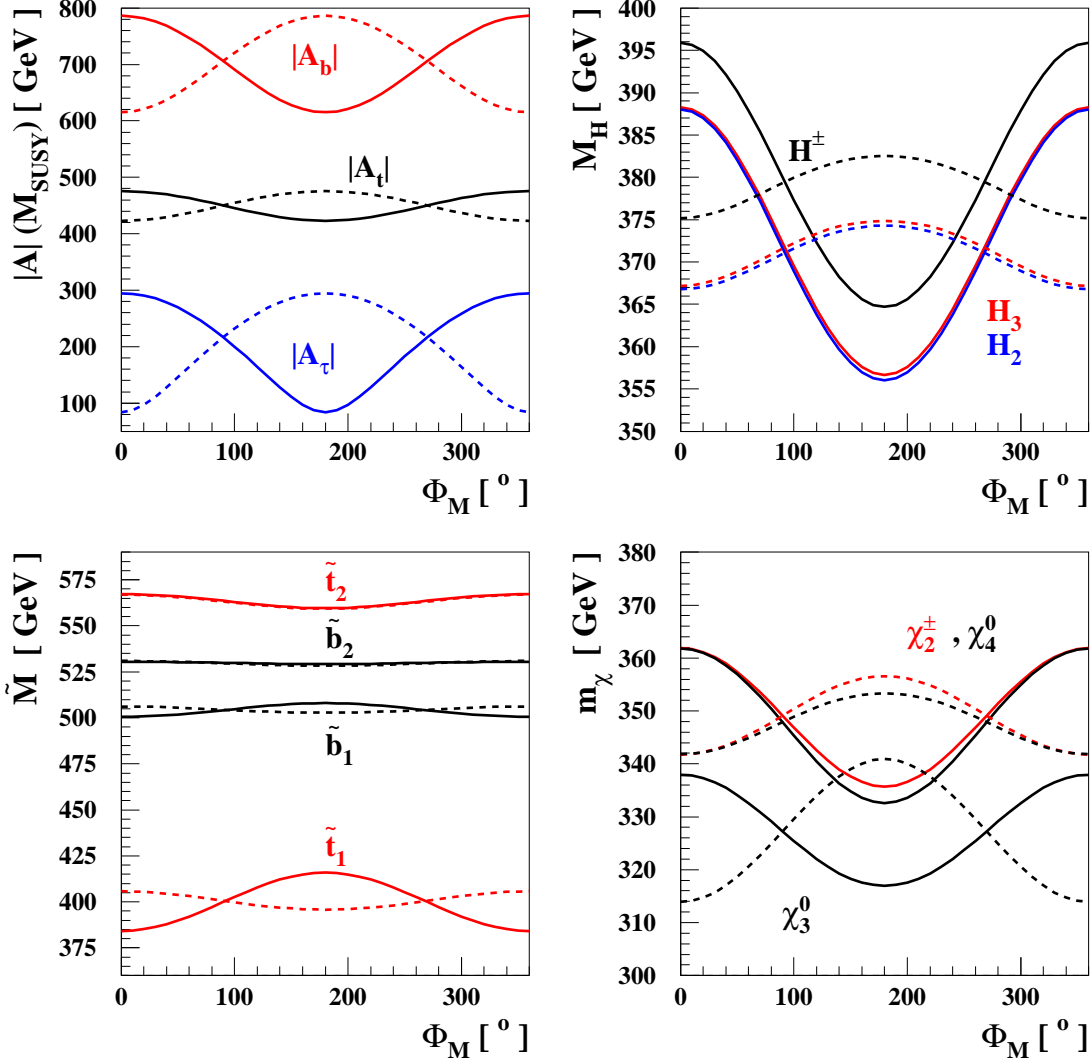 |A| (M_SUSY) [ GeV ]
800
700
600
500
400
300
200
100
0
100
200
300
|A_b|
|A_t|
|A_τ|
Φ_M [ ° ]
M_H [ GeV ]
400
395
390
385
380
375
370
365
360
355
350
0
100
200
300
H^±
H_3
H_2
Φ_M [ ° ]
M̃ [ GeV ]
575
550
525
500
475
450
425
400
375
0
100
200
300
t̃_2
b̃_2
b̃_1
t̃_1
Φ_M [ ° ]
m_χ [ GeV ]
380
370
360
350
340
330
320
310
300
0
100
200
300
χ_2^± , χ_4^0
χ_3^0
Φ_M [ ° ]